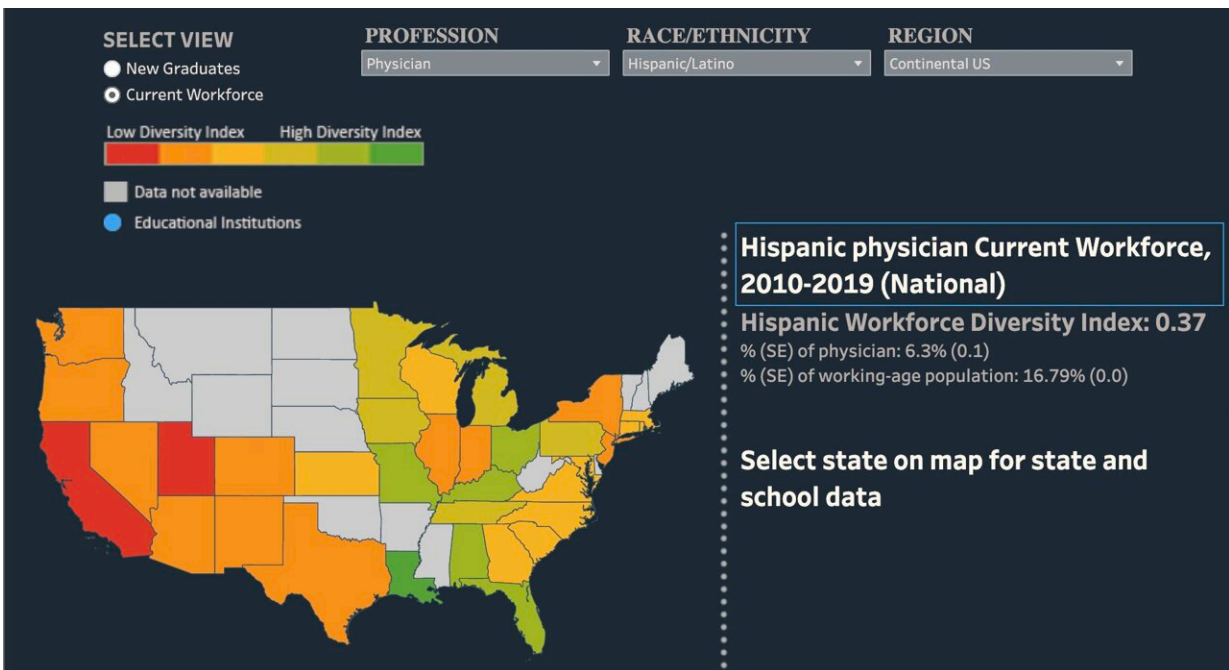 SELECT VIEW
New Graduates
Current Workforce
PROFESSION
Physician
RACE/ETHNICITY
Hispanic/Latino
REGION
Continental US
Low Diversity Index
High Diversity Index
Data not available
Educational Institutions
Hispanic physician Current Workforce,
2010-2019 (National)
Hispanic Workforce Diversity Index: 0.37
% (SE) of physician: 6.3% (0.1)
% (SE) of working-age population: 16.79% (0.0)
Select state on map for state and
school data